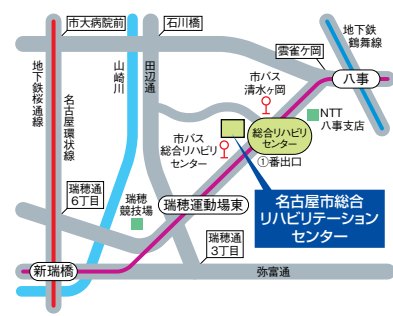 市大病院前
石川橋
地下鉄
鶴舞線
雲雀ケ岡
八事
地下鉄桜通線
名古屋環状線
山崎川
田辺通
市バス
清水ヶ岡
NTT
八事支店
総合リハビリ
センター
市バス
総合リハビリ
センター
①番出口
瑞穂通
6丁目
瑞穂
競技場
瑞穂運動場東
名古屋市総合
リハビリテーション
センター
瑞穂通
3丁目
新瑞橋
弥富通